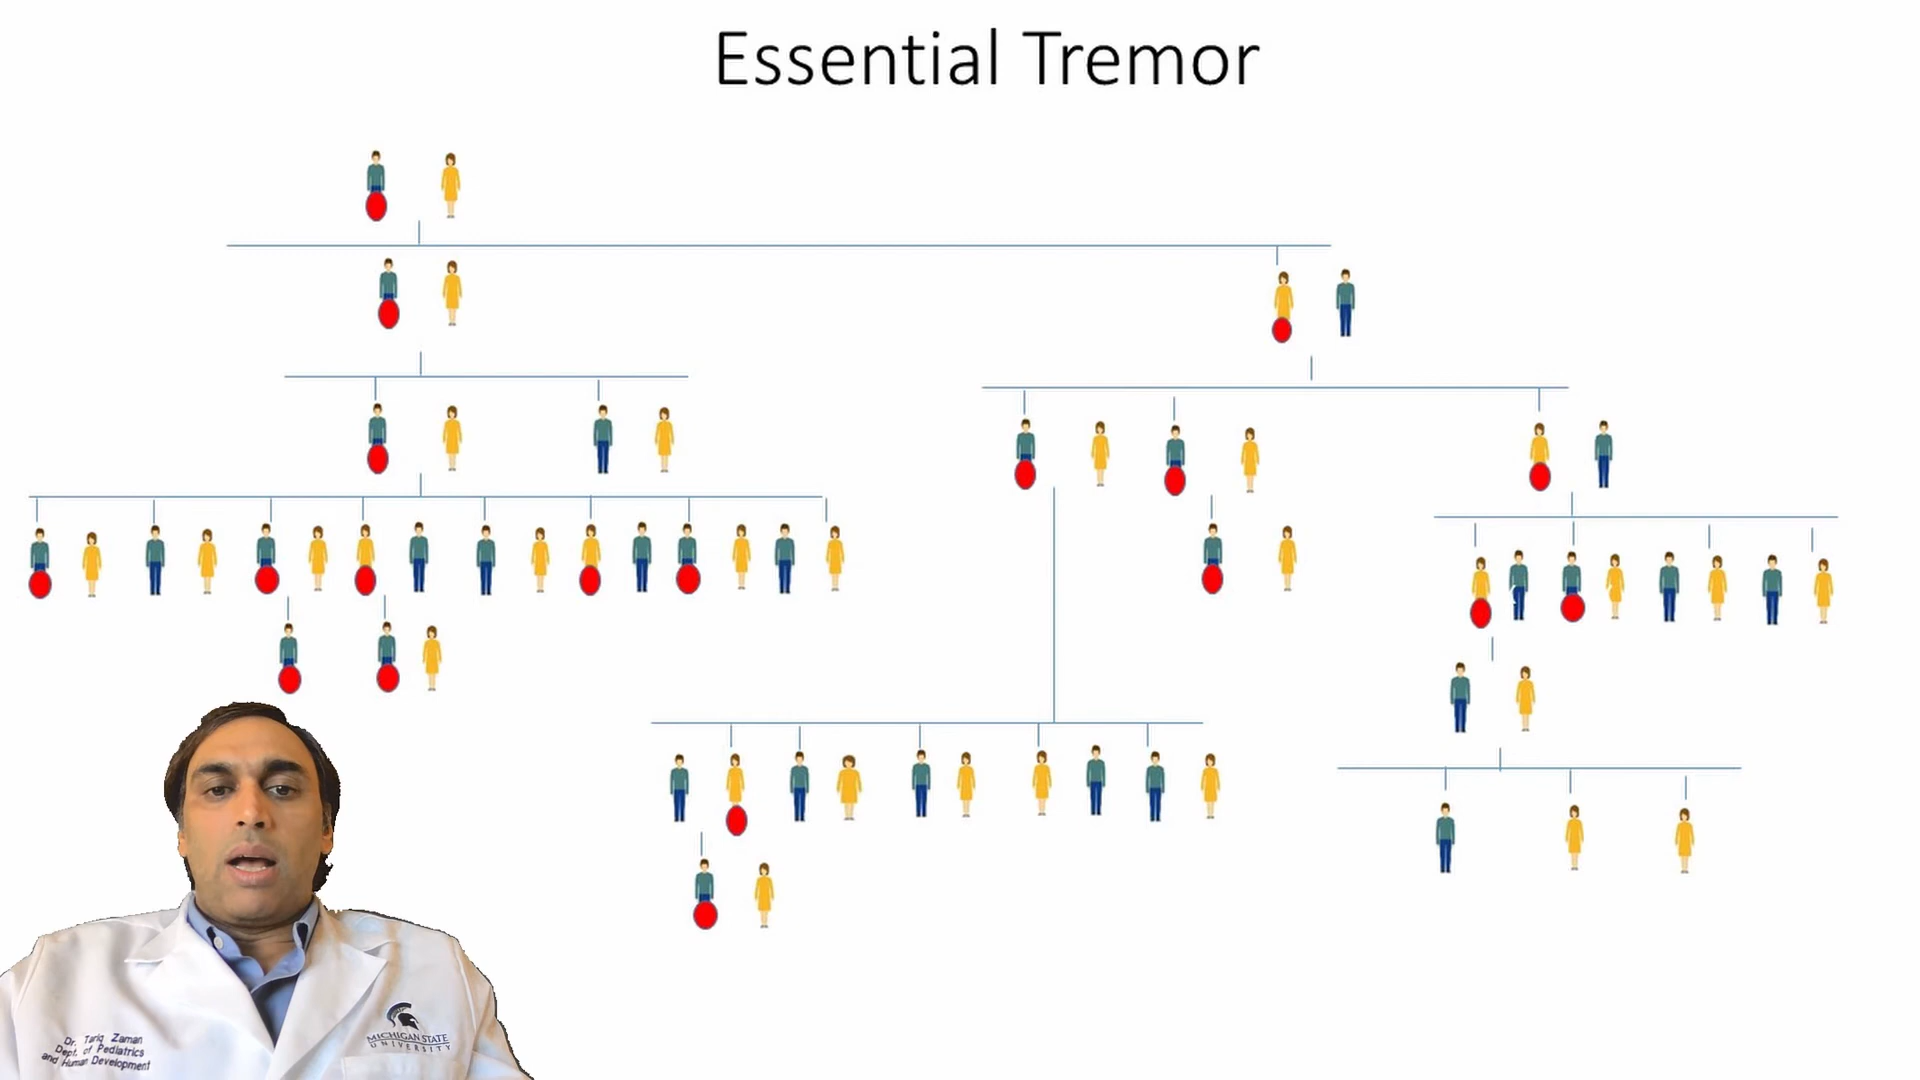 Essential Tremor
Dr. Tariq Zaman
Dept. of Pediatrics
and Human Development
MICHIGAN STATE
UNIVERSITY